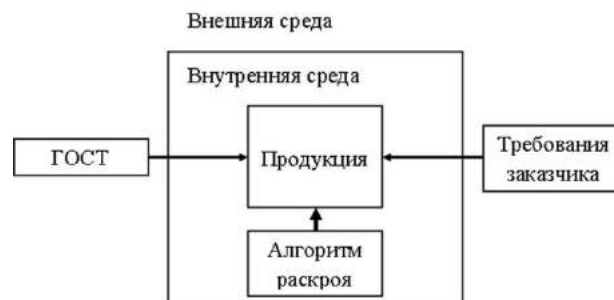 Внешняя среда
Внутренняя среда
ГОСТ
Продукция
Требования
заказчика
Алгоритм
раскроя